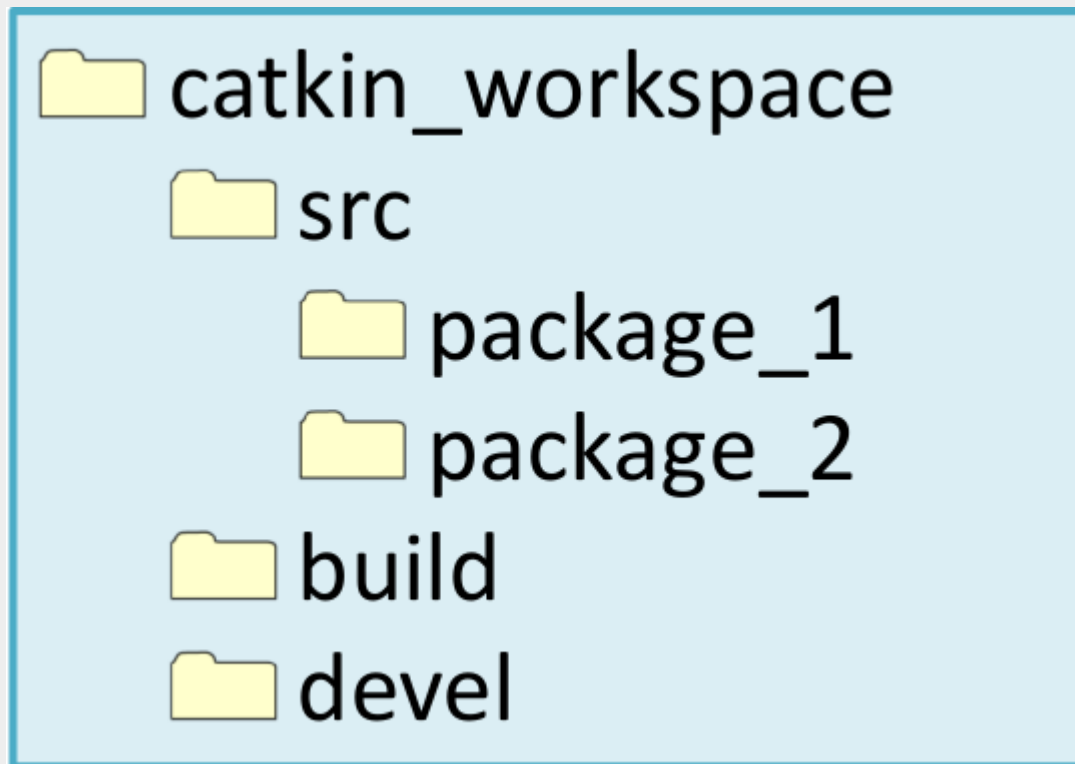 catkin_workspace
src
package_1
package_2
build
devel